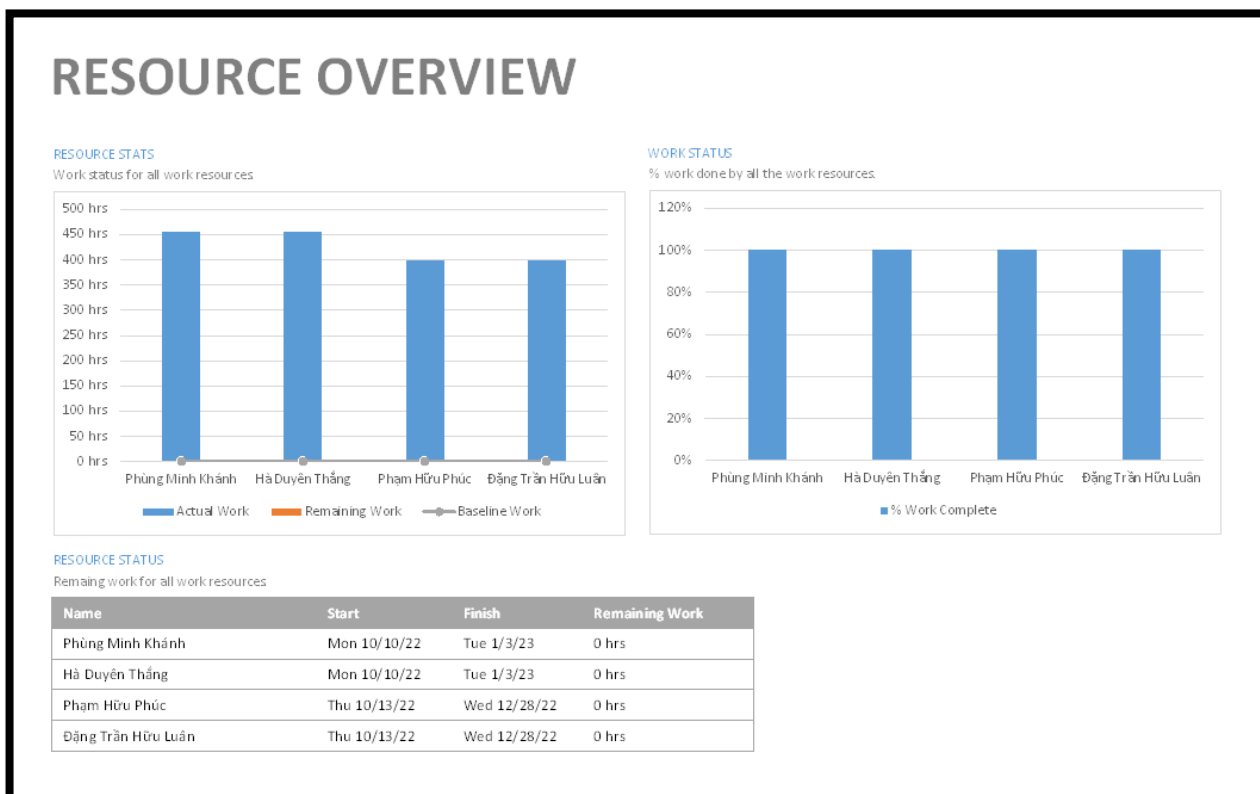 RESOURCE OVERVIEW
RESOURCE STATS
Work status for all work resources.
500 hrs
450 hrs
400 hrs
350 hrs
300 hrs
250 hrs
200 hrs
150 hrs
100 hrs
50 hrs
0 hrs
Phùng Minh Khánh Hà Duyên Thắng Phạm Hữu Phúc Đặng Trần Hữu Luân
Actual Work Remaining Work Baseline Work
WORK STATUS
% work done by all the work resources.
120%
100%
80%
60%
40%
20%
0%
Phùng Minh Khánh Hà Duyên Thắng Phạm Hữu Phúc Đặng Trần Hữu Luân
% Work Complete
RESOURCE STATUS
Remaing work for all work resources.
Name Start Finish Remaining Work
Phùng Minh Khánh Mon 10/10/22 Tue 1/3/23 0 hrs
Hà Duyên Thắng Mon 10/10/22 Tue 1/3/23 0 hrs
Phạm Hữu Phúc Thu 10/13/22 Wed 12/28/22 0 hrs
Đặng Trần Hữu Luân Thu 10/13/22 Wed 12/28/22 0 hrs